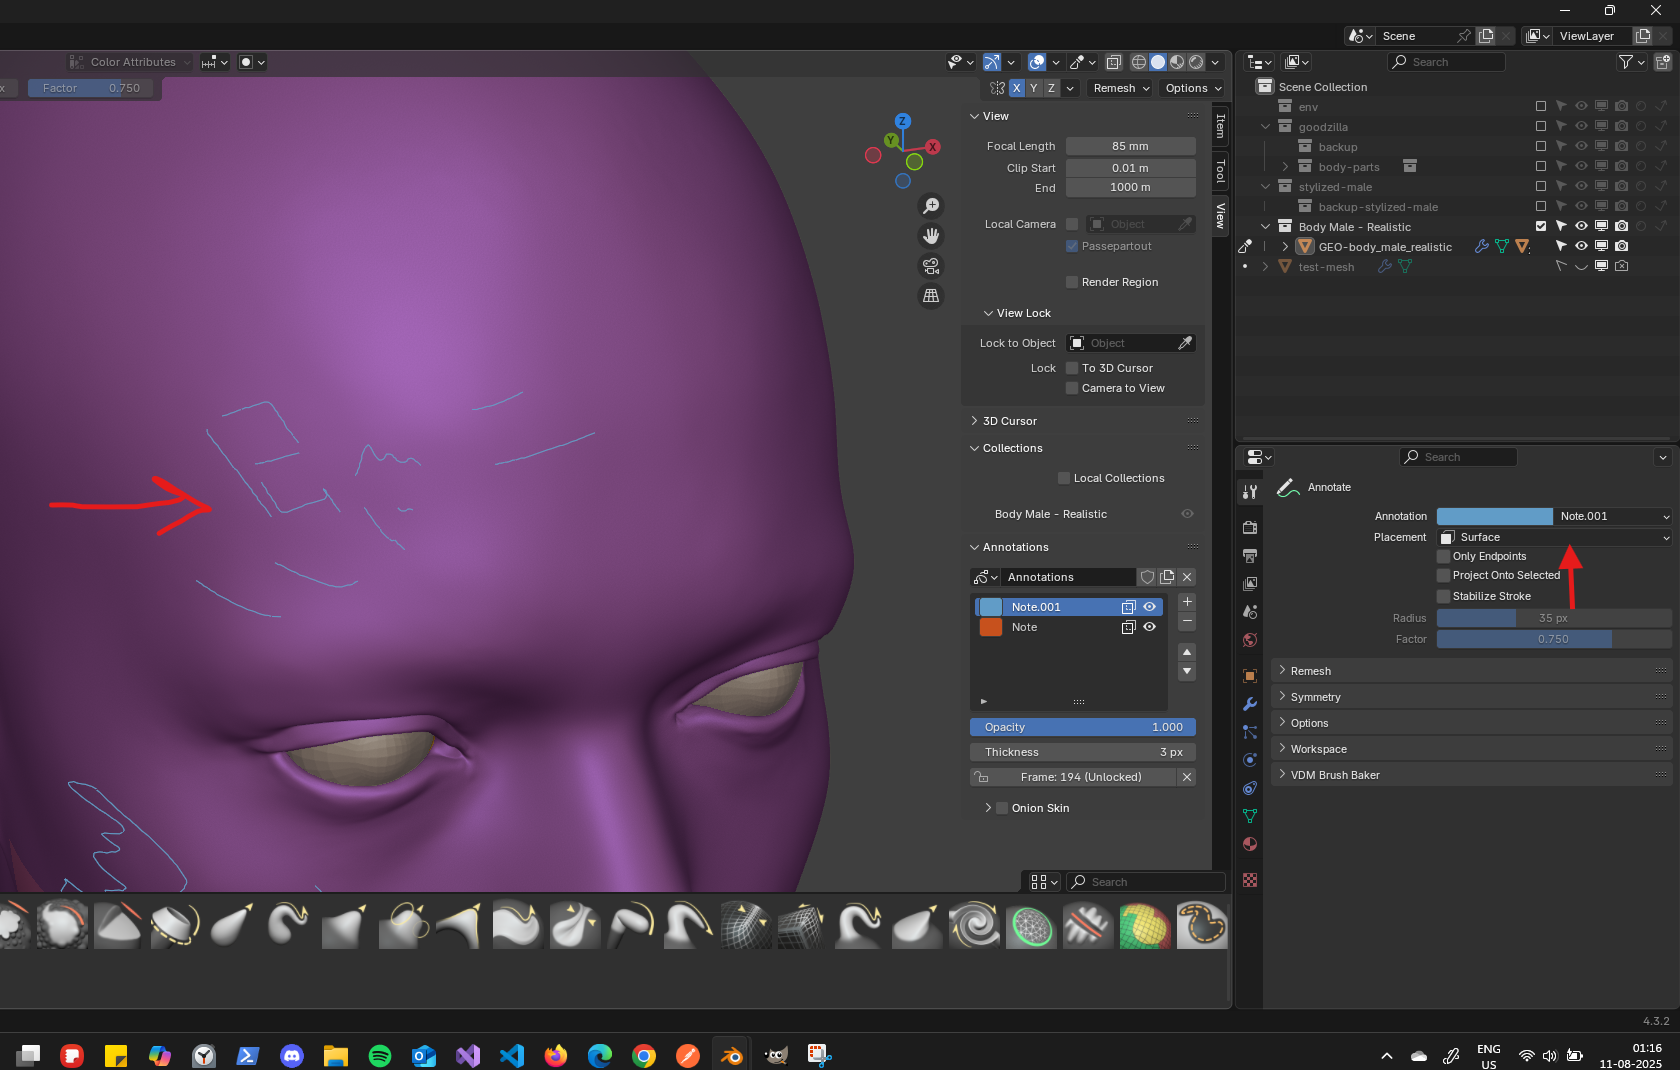 Scene
ViewLayer
Color Attributes
Search
x
Factor 0.750
X Y Z
Remesh
Options
Scene Collection
env
goodzilla
backup
body-parts
stylized-male
backup-stylized-male
Body Male - Realistic
GEO-body_male_realistic
test-mesh
Z
Y
X
View
Focal Length 85 mm
Clip Start 0.01 m
End 1000 m
Local Camera Object
Passepartout
Render Region
View Lock
Lock to Object Object
Lock To 3D Cursor
Camera to View
3D Cursor
Collections
Local Collections
Body Male - Realistic
Annotations
Annotations
Note.001
Note
Opacity 1.000
Thickness 3 px
Frame: 194 (Unlocked)
Onion Skin
Item
Tool
View
Search
Search
Annotate
Annotation Note.001
Placement Surface
Only Endpoints
Project Onto Selected
Stabilize Stroke
Radius 35 px
Factor 0.750
Remesh
Symmetry
Options
Workspace
VDM Brush Baker
4.3.2
ENG
US
01:16
11-08-2025